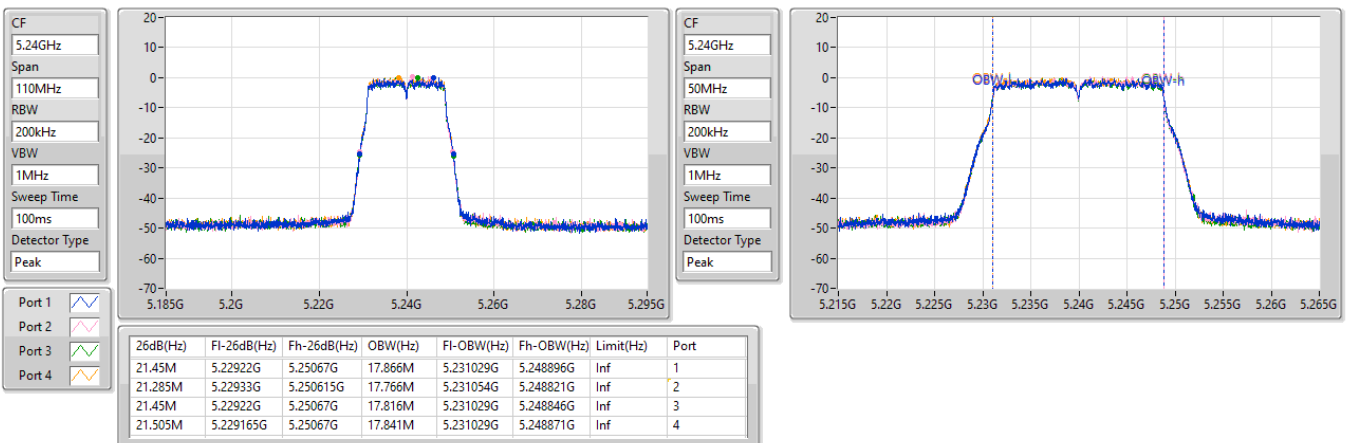 CF
5.24GHz
Span
110MHz
RBW
200kHz
VBW
1MHz
Sweep Time
100ms
Detector Type
Peak
20
10
0
-10
-20
-30
-40
-50
-60
-70
5.185G 5.2G 5.22G 5.24G 5.26G 5.28G 5.295G
CF
5.24GHz
Span
50MHz
RBW
200kHz
VBW
1MHz
Sweep Time
100ms
Detector Type
Peak
20
10
0
-10
-20
-30
-40
-50
-60
-70
OBW-l OBW-h
5.215G 5.22G 5.225G 5.23G 5.235G 5.24G 5.245G 5.25G 5.255G 5.26G 5.265G
Port 1
Port 2
Port 3
Port 4
26dB(Hz) Fl-26dB(Hz) Fh-26dB(Hz) OBW(Hz) Fl-OBW(Hz) Fh-OBW(Hz) Limit(Hz) Port
21.45M 5.22922G 5.25067G 17.866M 5.231029G 5.248896G Inf 1
21.285M 5.22933G 5.250615G 17.766M 5.231054G 5.248821G Inf 2
21.45M 5.22922G 5.25067G 17.816M 5.231029G 5.248846G Inf 3
21.505M 5.229165G 5.25067G 17.841M 5.231029G 5.248871G Inf 4